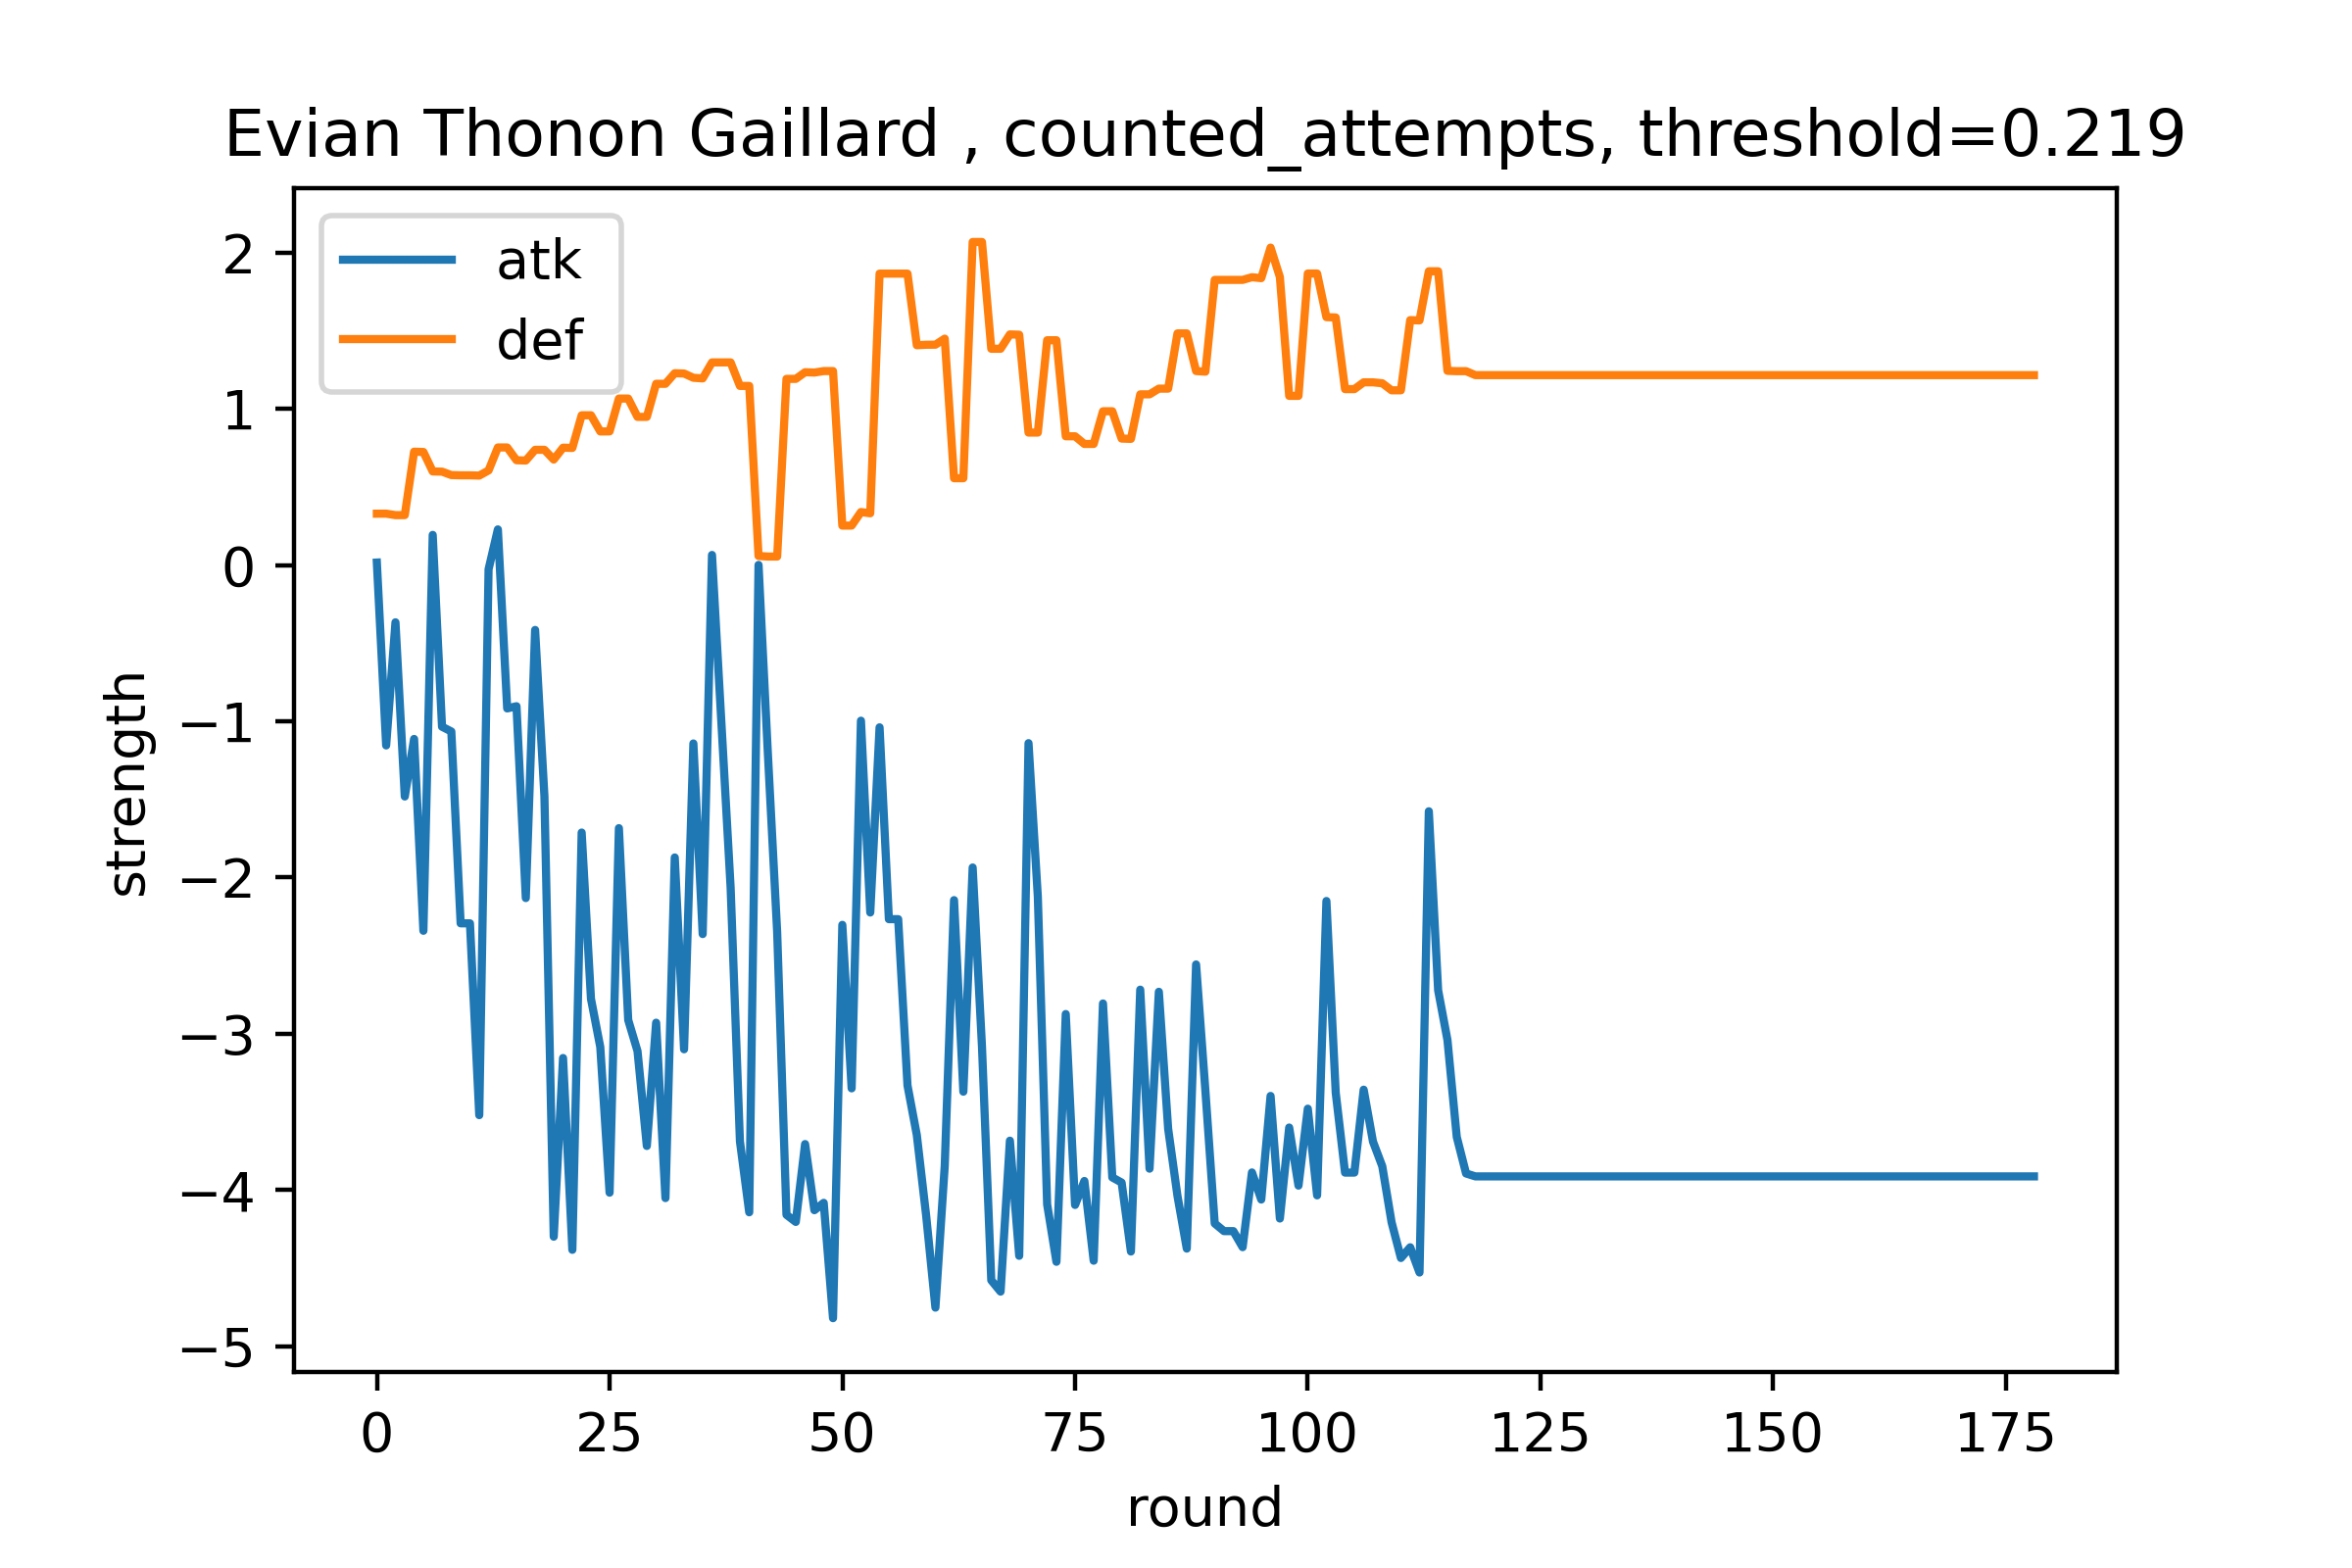 Evian Thonon Gaillard , counted_attempts, threshold=0.219
atk
def
2
1
0
−1
−2
−3
−4
−5
strength
0 25 50 75 100 125 150 175
round